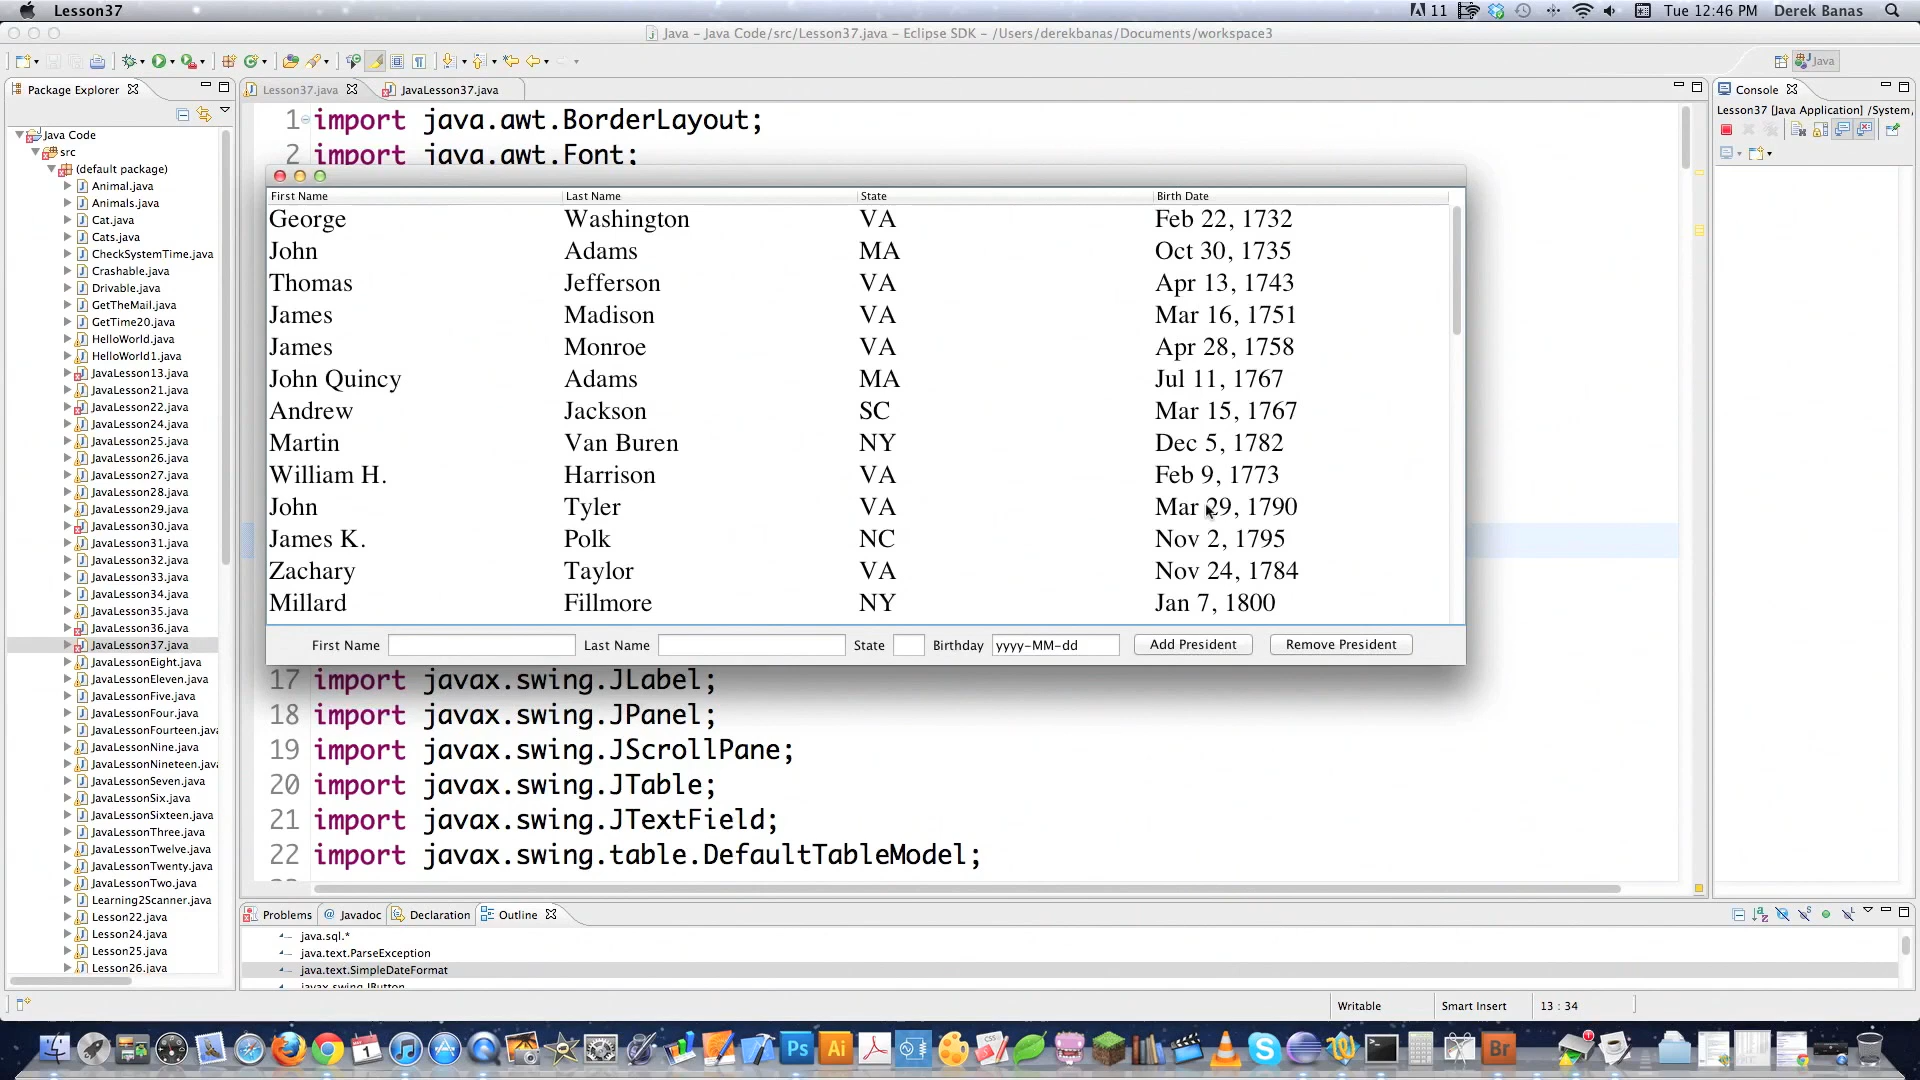 Lesson37
11
Tue 12:46 PM
Derek Banas
Java – Java Code/src/Lesson37.java – Eclipse SDK – /Users/derekbanas/Documents/workspace3
Java
Package Explorer
Lesson37.java
JavaLesson37.java
Console
Lesson37 [Java Application] /System,
Java Code
src
(default package)
Animal.java
Animals.java
Cat.java
Cats.java
CheckSystemTime.java
Crashable.java
Drivable.java
GetTheMail.java
GetTime20.java
HelloWorld.java
HelloWorld1.java
JavaLesson13.java
JavaLesson21.java
JavaLesson22.java
JavaLesson24.java
JavaLesson25.java
JavaLesson26.java
JavaLesson27.java
JavaLesson28.java
JavaLesson29.java
JavaLesson30.java
JavaLesson31.java
JavaLesson32.java
JavaLesson33.java
JavaLesson34.java
JavaLesson35.java
JavaLesson36.java
JavaLesson37.java
JavaLessonEight.java
JavaLessonEleven.java
JavaLessonFive.java
JavaLessonFour.java
JavaLessonFourteen.java
JavaLessonNine.java
JavaLessonNineteen.java
JavaLessonSeven.java
JavaLessonSix.java
JavaLessonSixteen.java
JavaLessonThree.java
JavaLessonTwelve.java
JavaLessonTwenty.java
JavaLessonTwo.java
Learning2Scanner.java
Lesson22.java
Lesson24.java
Lesson25.java
Lesson26.java
1 import java.awt.BorderLayout;
2 import java.awt.Font;
First Name Last Name State Birth Date
George Washington VA Feb 22, 1732
John Adams MA Oct 30, 1735
Thomas Jefferson VA Apr 13, 1743
James Madison VA Mar 16, 1751
James Monroe VA Apr 28, 1758
John Quincy Adams MA Jul 11, 1767
Andrew Jackson SC Mar 15, 1767
Martin Van Buren NY Dec 5, 1782
William H. Harrison VA Feb 9, 1773
John Tyler VA Mar 29, 1790
James K. Polk NC Nov 2, 1795
Zachary Taylor VA Nov 24, 1784
Millard Fillmore NY Jan 7, 1800
First Name Last Name State Birthday yyyy-MM-dd Add President Remove President
17 import javax.swing.JLabel;
18 import javax.swing.JPanel;
19 import javax.swing.JScrollPane;
20 import javax.swing.JTable;
21 import javax.swing.JTextField;
22 import javax.swing.table.DefaultTableModel;
Problems @ Javadoc Declaration Outline
java.sql.*
java.text.ParseException
java.text.SimpleDateFormat
javax.swing.JButton
Writable Smart Insert 13 : 34
Ps Ai Br